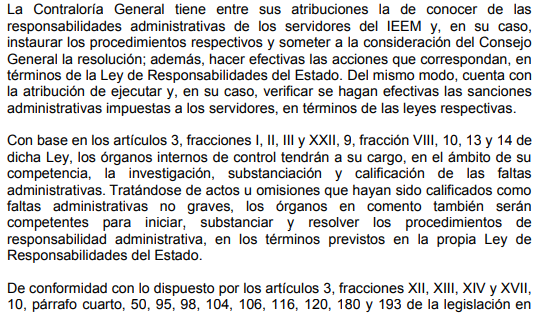 La Contraloría General tiene entre sus atribuciones la de conocer de las
responsabilidades administrativas de los servidores del IEEM y, en su caso,
instaurar los procedimientos respectivos y someter a la consideración del Consejo
General la resolución; además, hacer efectivas las acciones que correspondan, en
términos de la Ley de Responsabilidades del Estado. Del mismo modo, cuenta con
la atribución de ejecutar y, en su caso, verificar se hagan efectivas las sanciones
administrativas impuestas a los servidores, en términos de las leyes respectivas.
Con base en los artículos 3, fracciones I, II, III y XXII, 9, fracción VIII, 10, 13 y 14 de
dicha Ley, los órganos internos de control tendrán a su cargo, en el ámbito de su
competencia, la investigación, substanciación y calificación de las faltas
administrativas. Tratándose de actos u omisiones que hayan sido calificados como
faltas administrativas no graves, los órganos en comento también serán
competentes para iniciar, substanciar y resolver los procedimientos de
responsabilidad administrativa, en los términos previstos en la propia Ley de
Responsabilidades del Estado.
De conformidad con lo dispuesto por los artículos 3, fracciones XII, XIII, XIV y XVII,
10, párrafo cuarto, 50, 95, 98, 104, 106, 116, 120, 180 y 193 de la legislación en